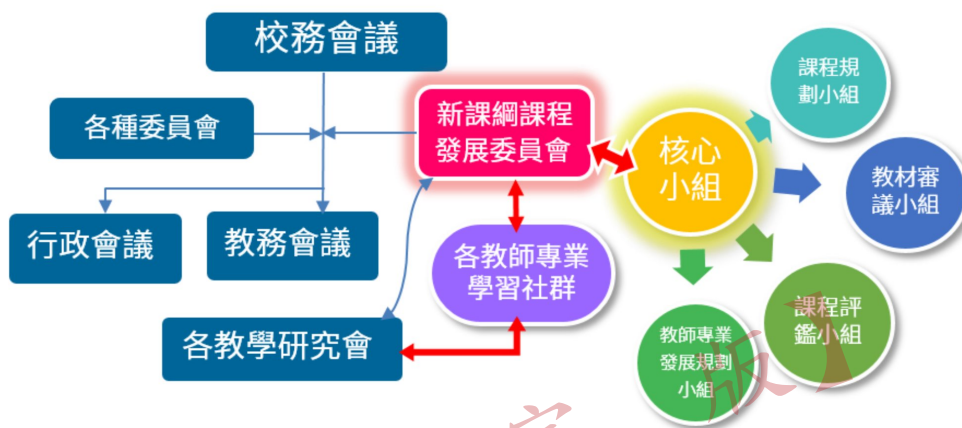 校務會議
各種委員會
新課綱課程
發展委員會
核心
小組
課程規
劃小組
教材審
議小組
行政會議
教務會議
各教師專業
學習社群
各教學研究會
課程評
鑑小組
教師專業
發展規劃
小組
版】